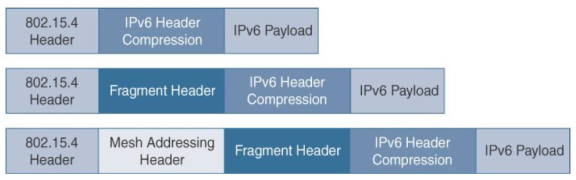 802.15.4 Header IPv6 Header Compression IPv6 Payload
802.15.4 Header Fragment Header IPv6 Header Compression IPv6 Payload
802.15.4 Header Mesh Addressing Header Fragment Header IPv6 Header Compression IPv6 Payload